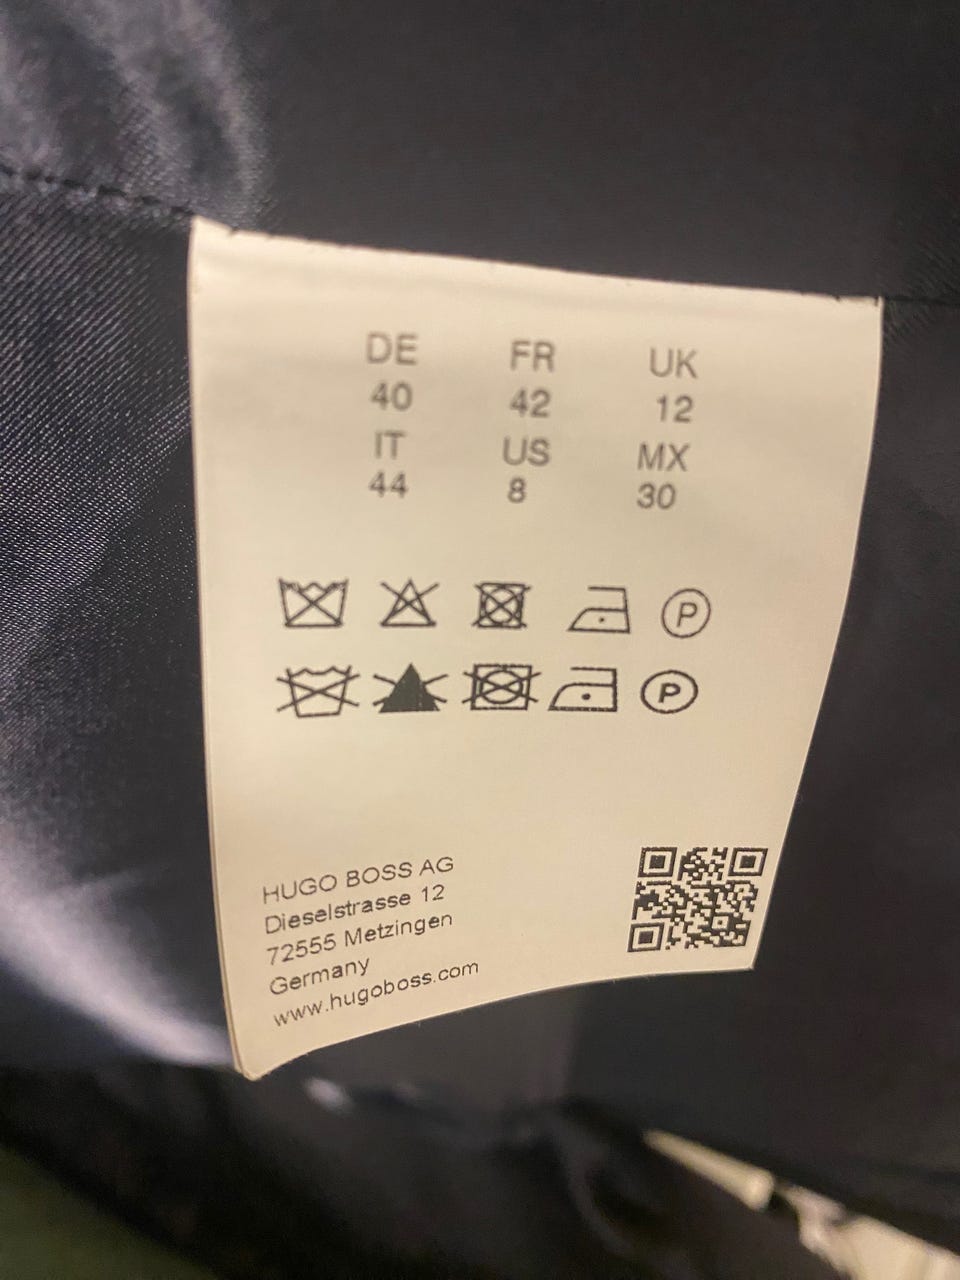 DE FR UK
40 42 12
IT US MX
44 8 30
P
P
HUGO BOSS AG
Dieselstrasse 12
72555 Metzingen
Germany
www.hugoboss.com